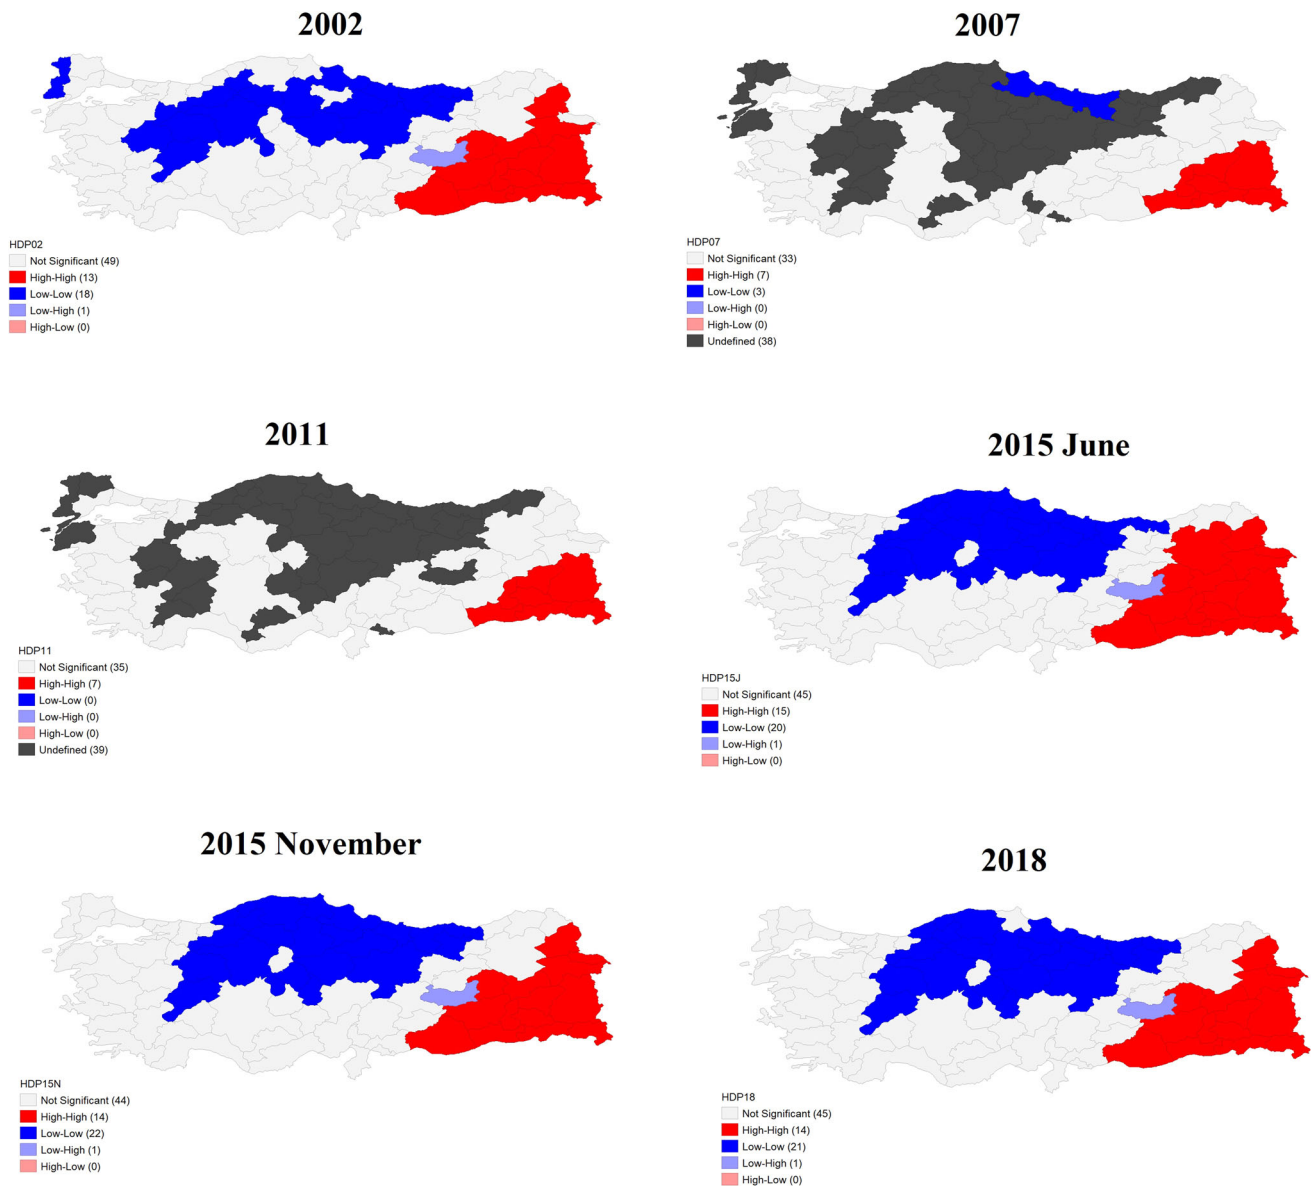 2002
HDP02
Not Significant (49)
High-High (13)
Low-Low (18)
Low-High (1)
High-Low (0)
2007
HDP07
Not Significant (33)
High-High (7)
Low-Low (3)
Low-High (0)
High-Low (0)
Undefined (38)
2011
HDP11
Not Significant (35)
High-High (7)
Low-Low (0)
Low-High (0)
High-Low (0)
Undefined (39)
2015 June
HDP15J
Not Significant (45)
High-High (15)
Low-Low (20)
Low-High (1)
High-Low (0)
2015 November
HDP15N
Not Significant (44)
High-High (14)
Low-Low (22)
Low-High (1)
High-Low (0)
2018
HDP18
Not Significant (45)
High-High (14)
Low-Low (21)
Low-High (1)
High-Low (0)